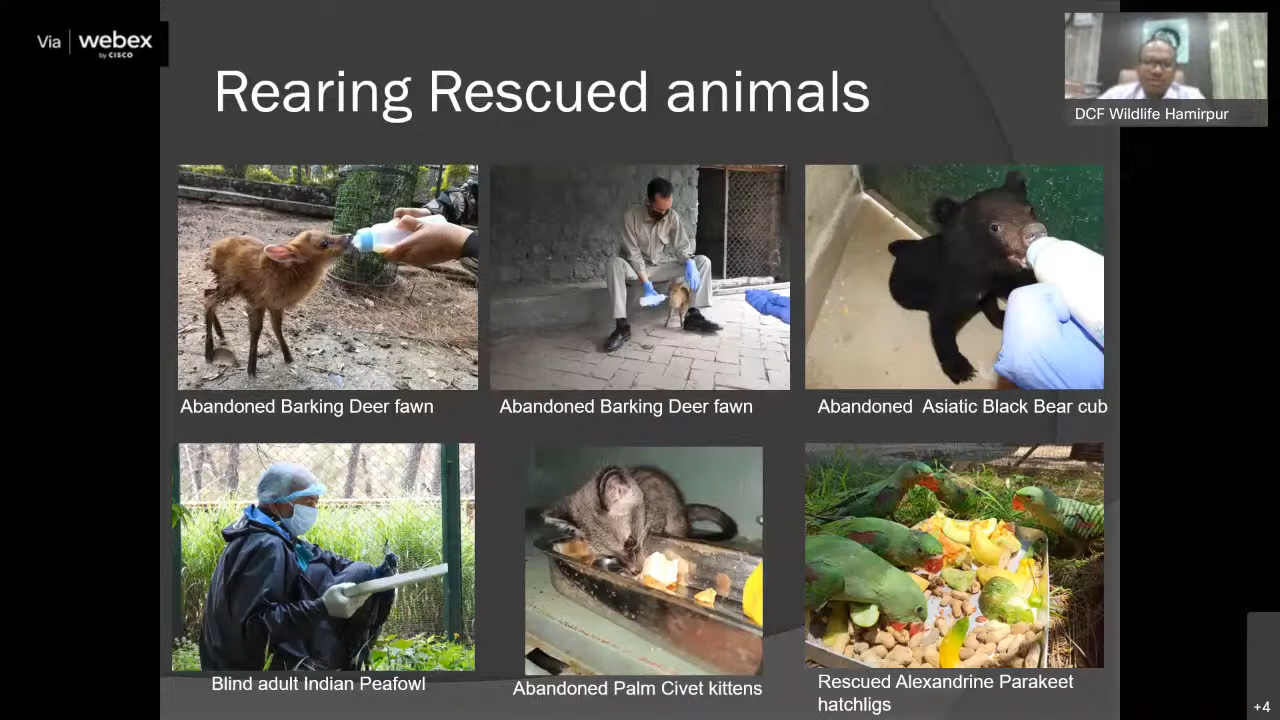 Via webex
by CISCO
Rearing Rescued animals
DCF Wildlife Hamirpur
Abandoned Barking Deer fawn
Abandoned Barking Deer fawn
Abandoned Asiatic Black Bear cub
Blind adult Indian Peafowl
Abandoned Palm Civet kittens
Rescued Alexandrine Parakeet
hatchligs
+4